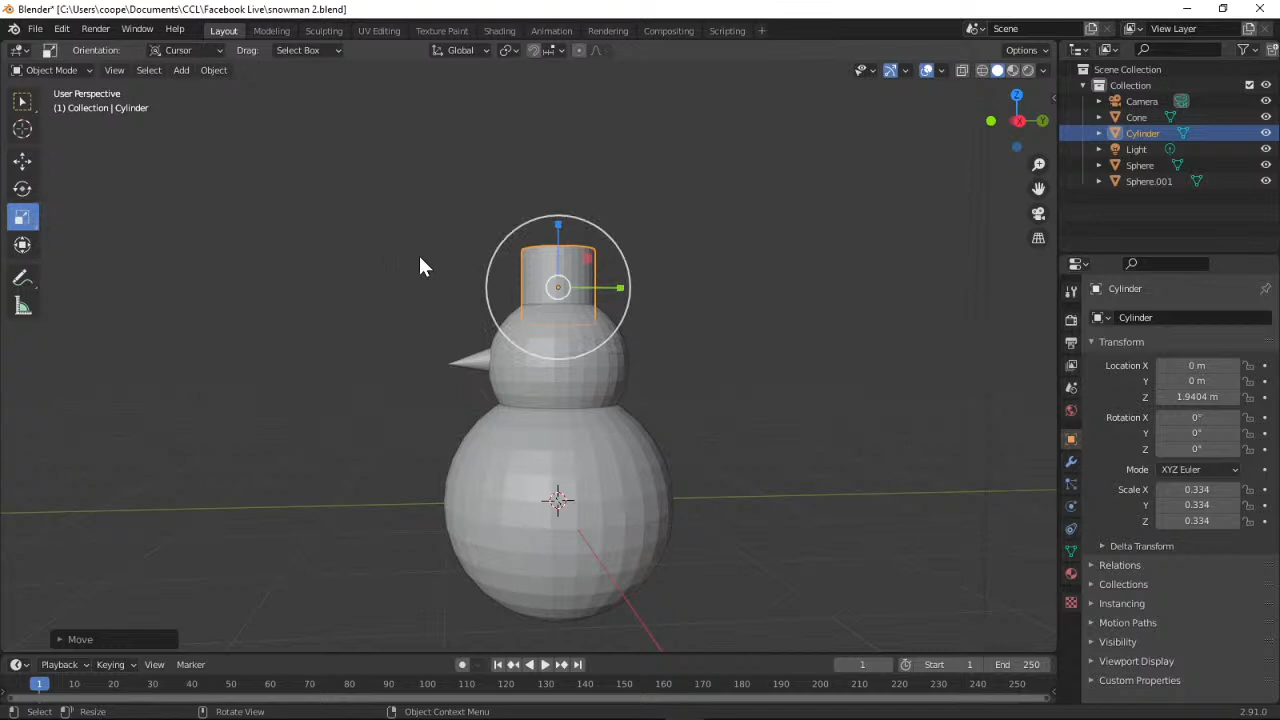 Blender* [C:\Users\coope\Documents\CCL\Facebook Live\snowman 2.blend]
File Edit Render Window Help Layout Modeling Sculpting UV Editing Texture Paint Shading Animation Rendering Compositing Scripting + Scene View Layer
Orientation: Cursor Drag: Select Box Global Options
Object Mode View Select Add Object
User Perspective
(1) Collection | Cylinder
Z
X
Y
Scene Collection
Collection
Camera
Cone
Cylinder
Light
Sphere
Sphere.001
Cylinder
Cylinder
Transform
Location X 0 m
Y 0 m
Z 1.9404 m
Rotation X 0°
Y 0°
Z 0°
Mode XYZ Euler
Scale X 0.334
Y 0.334
Z 0.334
Delta Transform
Relations
Collections
Instancing
Motion Paths
Visibility
Viewport Display
Custom Properties
Move
Playback Keying View Marker 1 Start 1 End 250
1 10 20 30 40 50 60 70 80 90 100 110 120 130 140 150 160 170 180 190 200 210 220 230 240 250
Select Resize Rotate View Object Context Menu 2.91.0